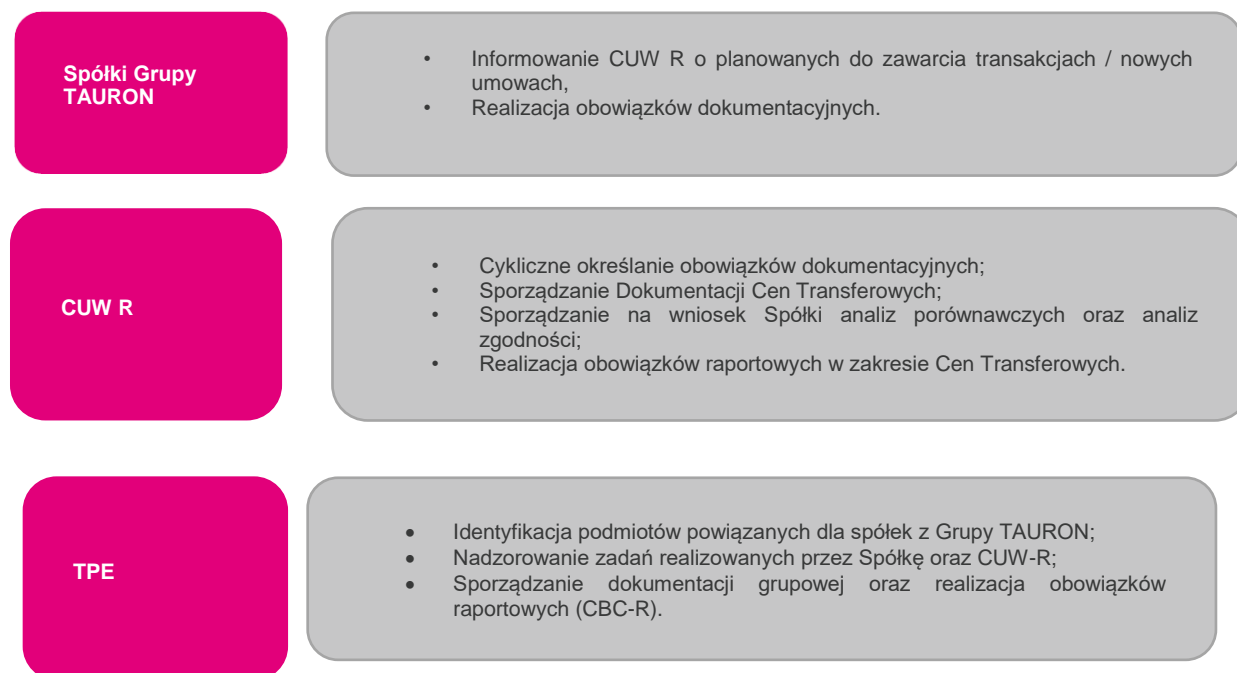 Spółki Grupy
TAURON
• Informowanie CUW R o planowanych do zawarcia transakcjach / nowych
umowach,
• Realizacja obowiązków dokumentacyjnych.
CUW R
• Cykliczne określanie obowiązków dokumentacyjnych;
• Sporządzanie Dokumentacji Cen Transferowych;
• Sporządzanie na wniosek Spółki analiz porównawczych oraz analiz
zgodności;
• Realizacja obowiązków raportowych w zakresie Cen Transferowych.
TPE
• Identyfikacja podmiotów powiązanych dla spółek z Grupy TAURON;
• Nadzorowanie zadań realizowanych przez Spółkę oraz CUW-R;
• Sporządzanie dokumentacji grupowej oraz realizacja obowiązków
raportowych (CBC-R).